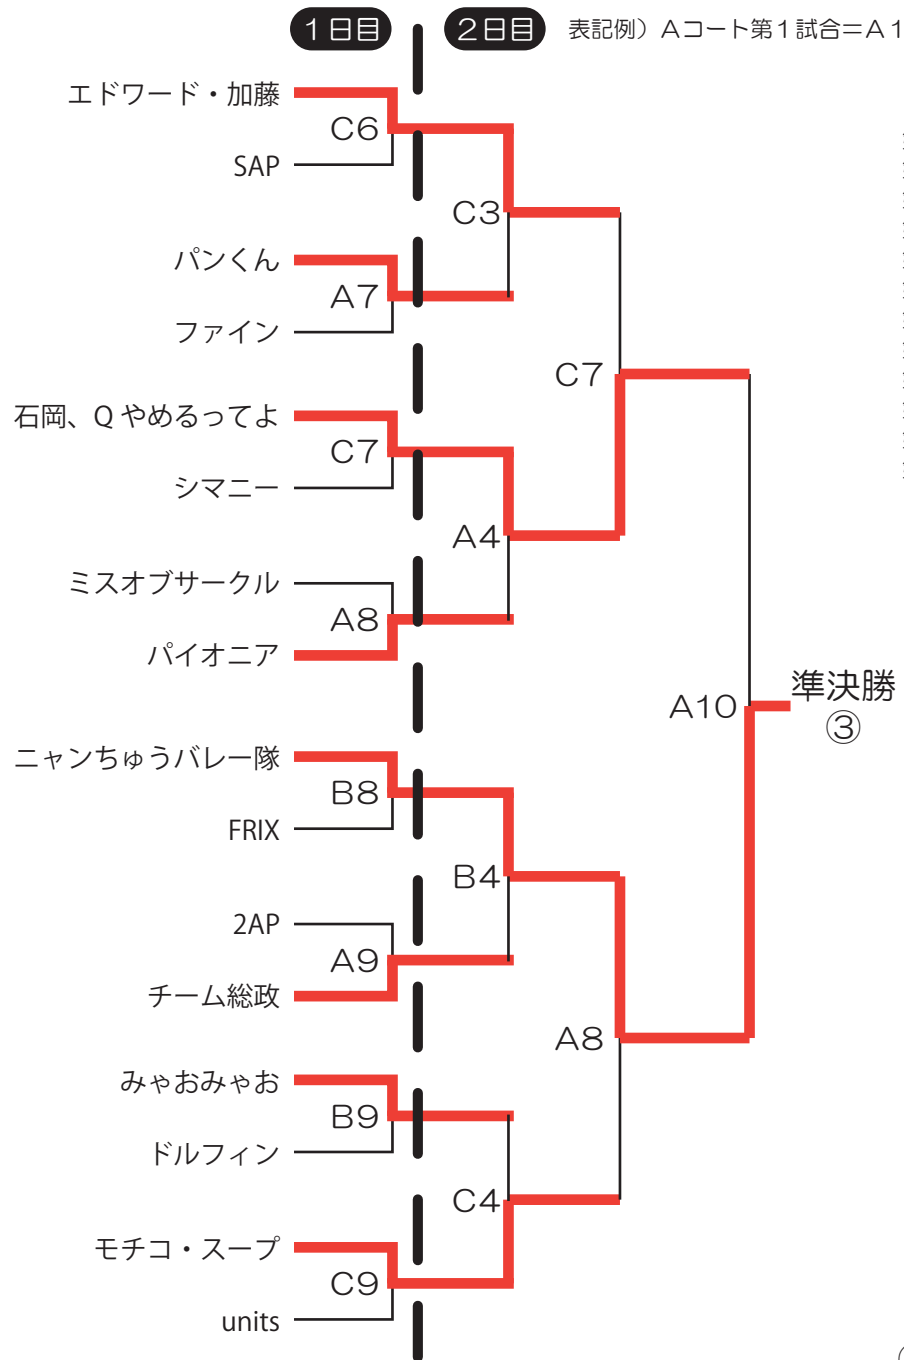 1日目
2日目
表記例）Aコート第1試合＝A1
エドワード・加藤
C6
SAP
C3
パンくん
A7
ファイン
C7
石岡、Qやめるってよ
C7
シマニー
A4
ミスオブサークル
A8
パイオニア
A10
準決勝
③
ニャンちゅうバレー隊
B8
FRIX
B4
2AP
A9
チーム総政
A8
みゃおみゃお
B9
ドルフィン
C4
モチコ・スープ
C9
units